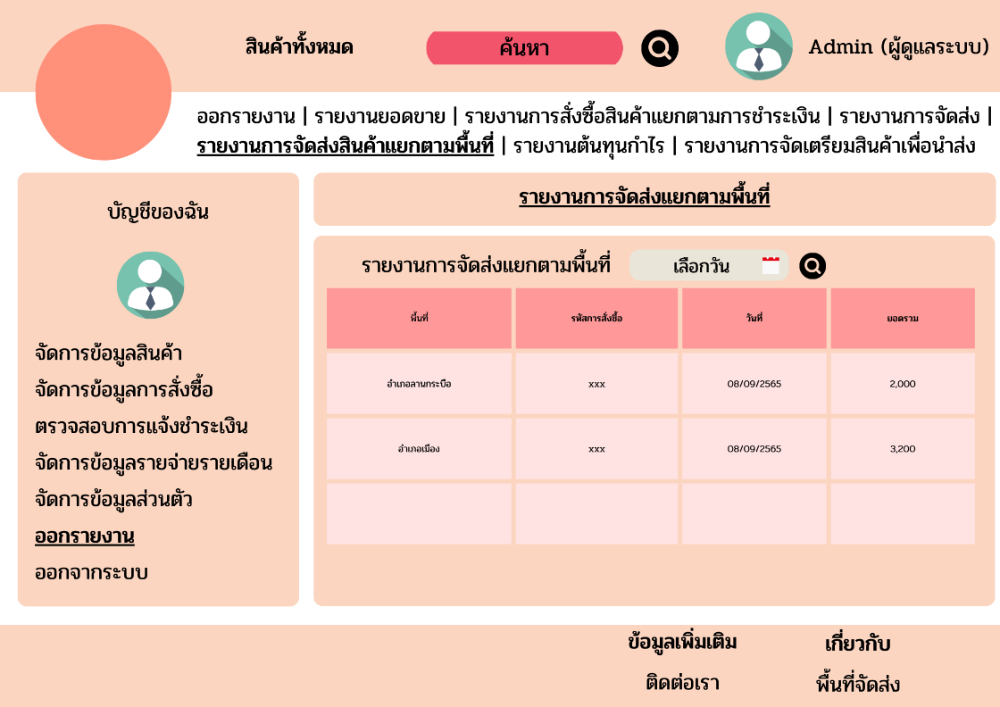 สินค้าทั้งหมด
ค้นหา
Admin (ผู้ดูแลระบบ)
ออกรายงาน | รายงานยอดขาย | รายงานการสั่งซื้อสินค้าแยกตามการชำระเงิน | รายงานการจัดส่ง |
รายงานการจัดส่งสินค้าแยกตามพื้นที่ | รายงานต้นทุนกำไร | รายงานการจัดเตรียมสินค้าเพื่อนำส่ง
บัญชีของฉัน
จัดการข้อมูลสินค้า
จัดการข้อมูลการสั่งซื้อ
ตรวจสอบการแจ้งชำระเงิน
จัดการข้อมูลรายจ่ายรายเดือน
จัดการข้อมูลส่วนตัว
ออกรายงาน
ออกจากระบบ
รายงานการจัดส่งแยกตามพื้นที่
รายงานการจัดส่งแยกตามพื้นที่ เลือกวัน
พื้นที่ รหัสการสั่งซื้อ วันที่ ยอดรวม
อำเภอลานกระบือ xxx 08/09/2565 2,000
อำเภอเมือง xxx 08/09/2565 3,200
ข้อมูลเพิ่มเติม เกี่ยวกับ
ติดต่อเรา พื้นที่จัดส่ง